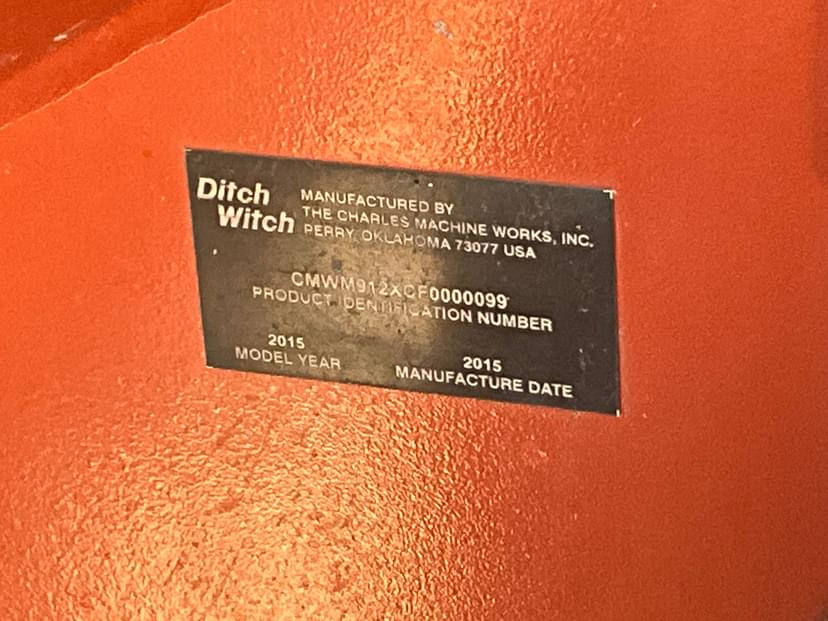 Ditch
Witch
MANUFACTURED BY
THE CHARLES MACHINE WORKS, INC.
PERRY, OKLAHOMA 73077 USA
CMWM912XCF0000099
PRODUCT IDENTIFICATION NUMBER
2015
MODEL YEAR
2015
MANUFACTURE DATE